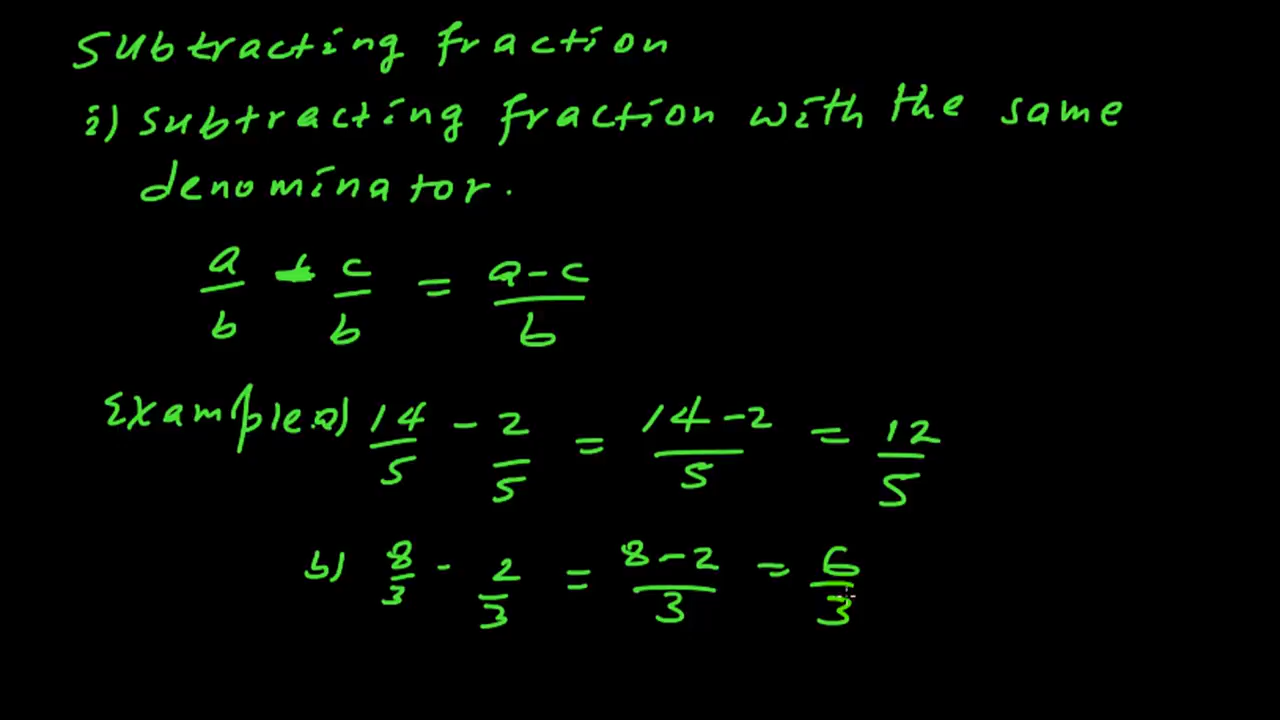 Subtracting fraction
i) Subtracting fraction with the same
denominator.
a/b - c/b = a-c/b
Example.a) 14/5 - 2/5 = 14-2/5 = 12/5
b) 8/3 - 2/3 = 8-2/3 = 6/3